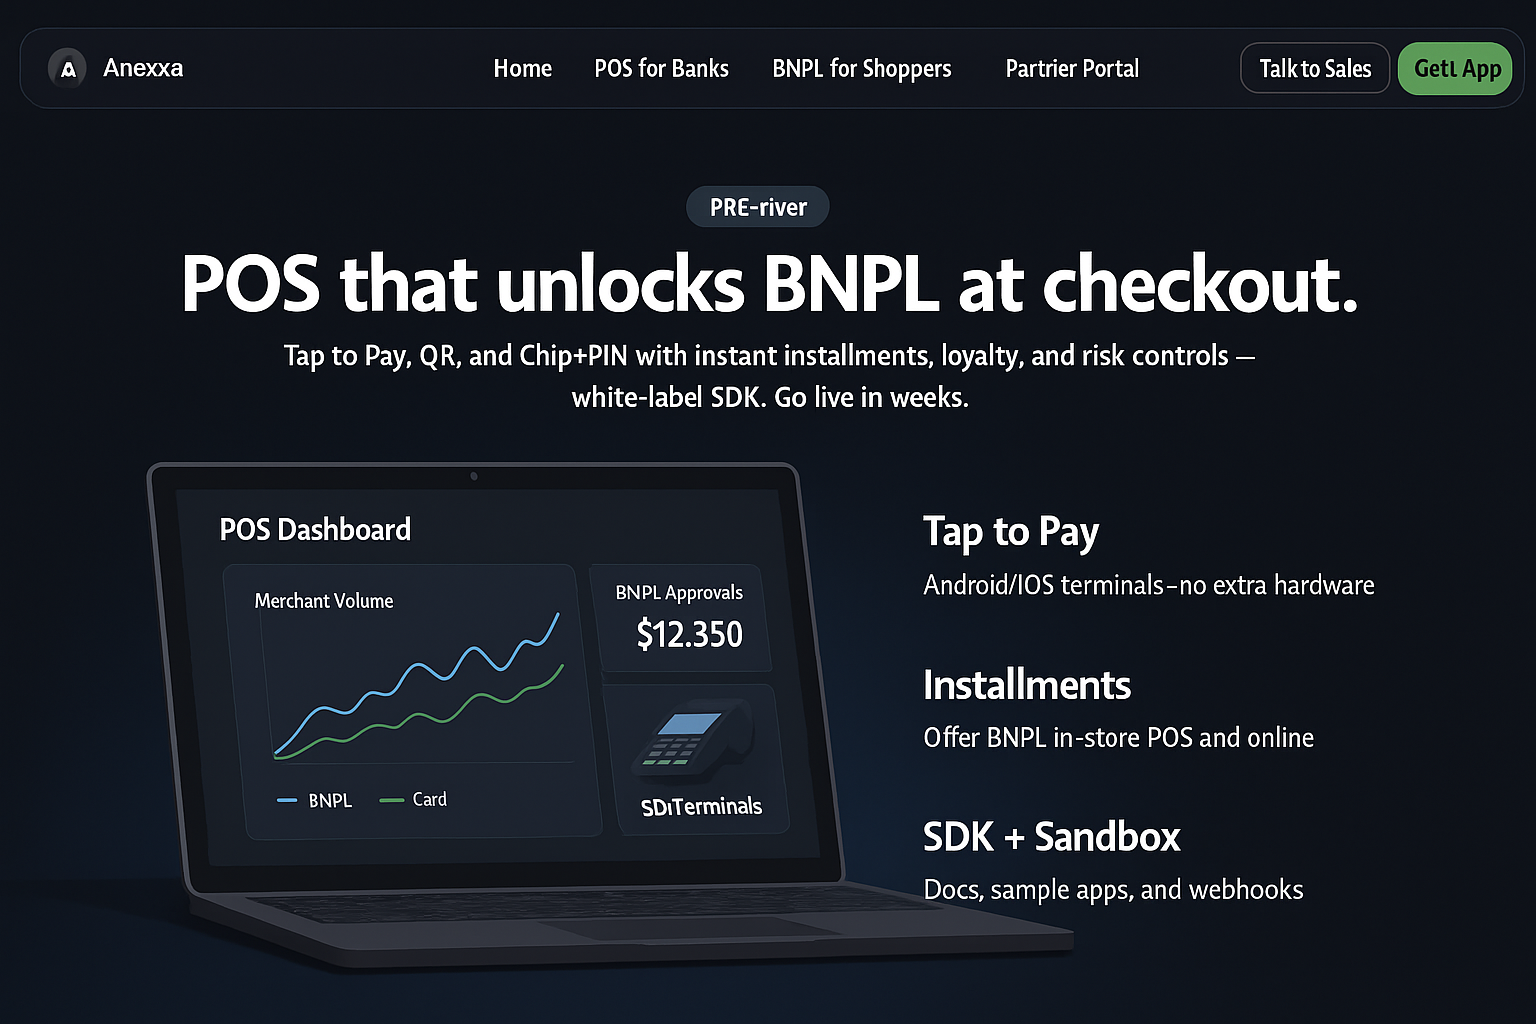 A Anexxa
Home
POS for Banks
BNPL for Shoppers
Partrier Portal
Talk to Sales
Getl App
PRE-river
POS that unlocks BNPL at checkout.
Tap to Pay, QR, and Chip+PIN with instant installments, loyalty, and risk controls —
white-label SDK. Go live in weeks.
POS Dashboard
Merchant Volume
BNPL
Card
BNPL Approvals
$12.350
SDıTerminals
Tap to Pay
Android/IOS terminals–no extra hardware
Installments
Offer BNPL in-store POS and online
SDK + Sandbox
Docs, sample apps, and webhooks